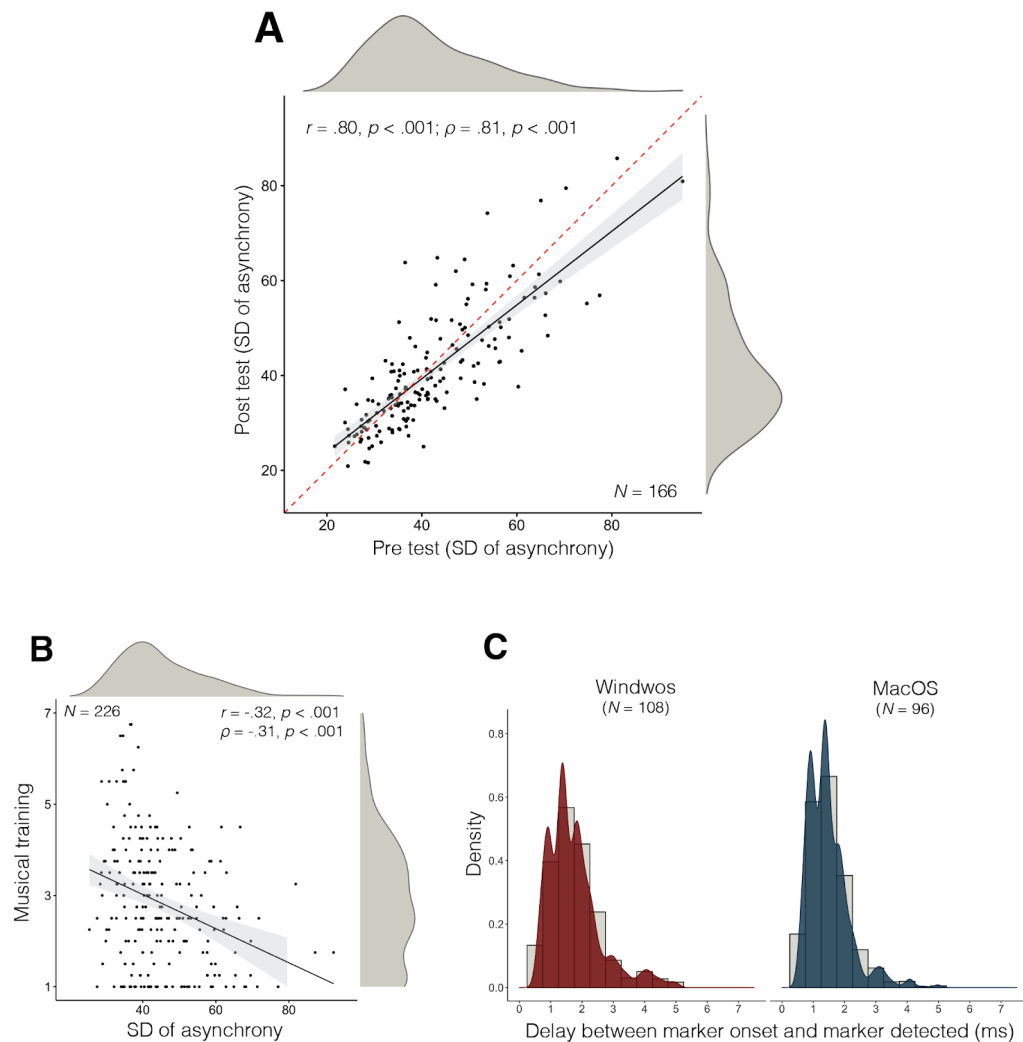 A
r = .80, p < .001; ρ = .81, p < .001
80
60
40
20
Post test (SD of asynchrony)
N = 166
20 40 60 80
Pre test (SD of asynchrony)
B
N = 226
r = -.32, p < .001
ρ = -.31, p < .001
7
5
3
1
Musical training
40 60 80
SD of asynchrony
C
Windwos
(N = 108)
MacOS
(N = 96)
0.8
0.6
0.4
0.2
0.0
Density
0 1 2 3 4 5 6 7
0 1 2 3 4 5 6 7
Delay between marker onset and marker detected (ms)